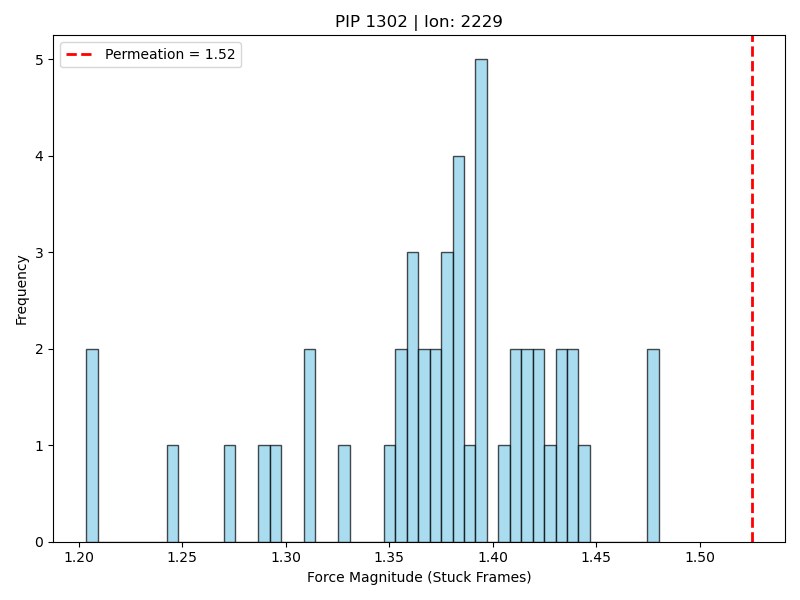 PIP 1302 | Ion: 2229
Permeation = 1.52
Frequency
5
4
3
2
1
0
1.20 1.25 1.30 1.35 1.40 1.45 1.50
Force Magnitude (Stuck Frames)